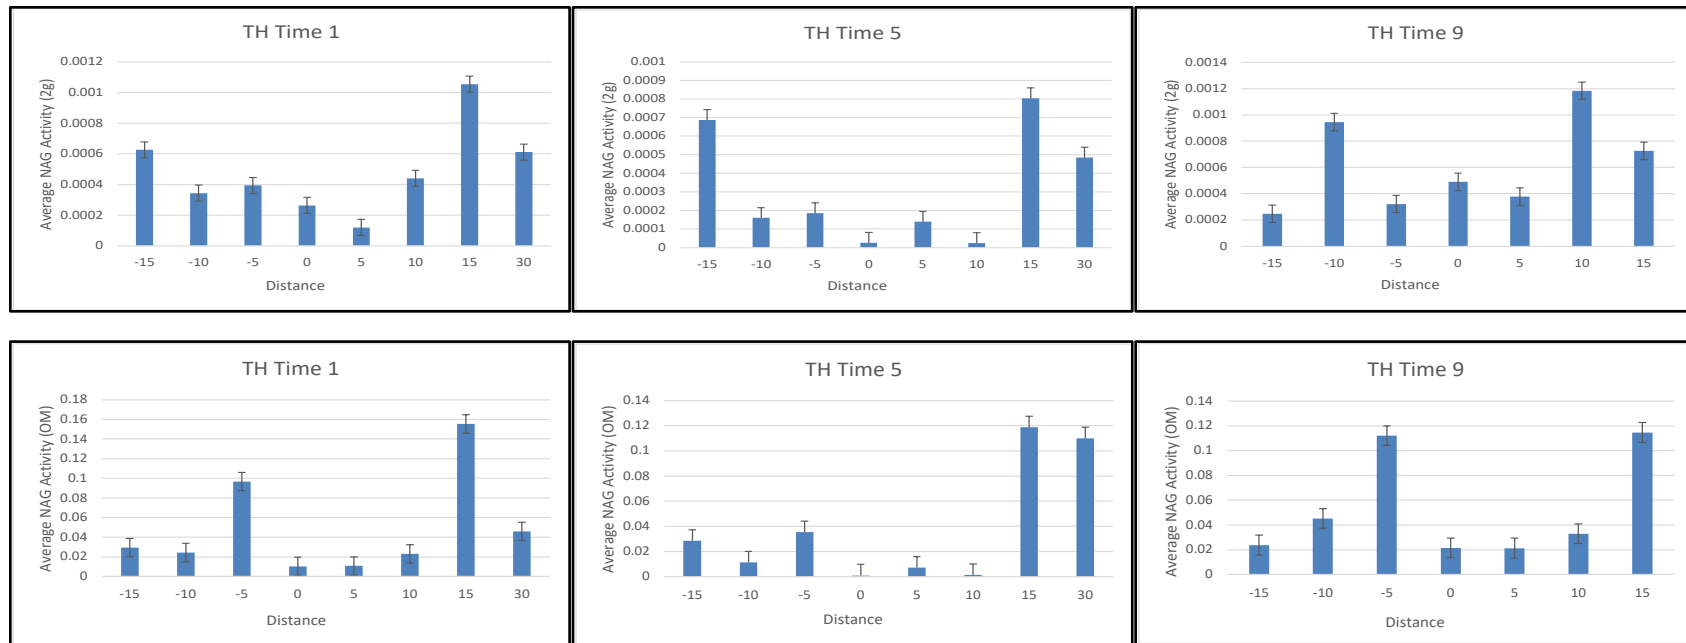 TH Time 1
Average NAG Activity (2g)
0.0012
0.001
0.0008
0.0006
0.0004
0.0002
0
-15 -10 -5 0 5 10 15 30
Distance
TH Time 5
Average NAG Activity (2g)
0.001
0.0009
0.0008
0.0007
0.0006
0.0005
0.0004
0.0003
0.0002
0.0001
0
-15 -10 -5 0 5 10 15 30
Distance
TH Time 9
Average NAG Activity (2g)
0.0014
0.0012
0.001
0.0008
0.0006
0.0004
0.0002
0
-15 -10 -5 0 5 10 15
Distance
TH Time 1
Average NAG Activity (OM)
0.18
0.16
0.14
0.12
0.1
0.08
0.06
0.04
0.02
0
-15 -10 -5 0 5 10 15 30
Distance
TH Time 5
Average NAG Activity (OM)
0.14
0.12
0.1
0.08
0.06
0.04
0.02
0
-15 -10 -5 0 5 10 15 30
Distance
TH Time 9
Average NAG Activity (OM)
0.14
0.12
0.1
0.08
0.06
0.04
0.02
0
-15 -10 -5 0 5 10 15
Distance